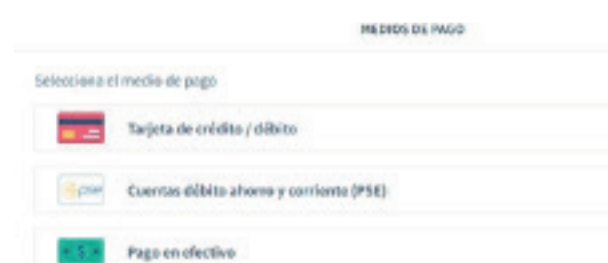 MEDIOS DE PAGO
Selecciona el medio de pago
Tarjeta de crédito / débito
pse
Cuentas débito ahorro y corriente (PSE)
$
Pago en efectivo